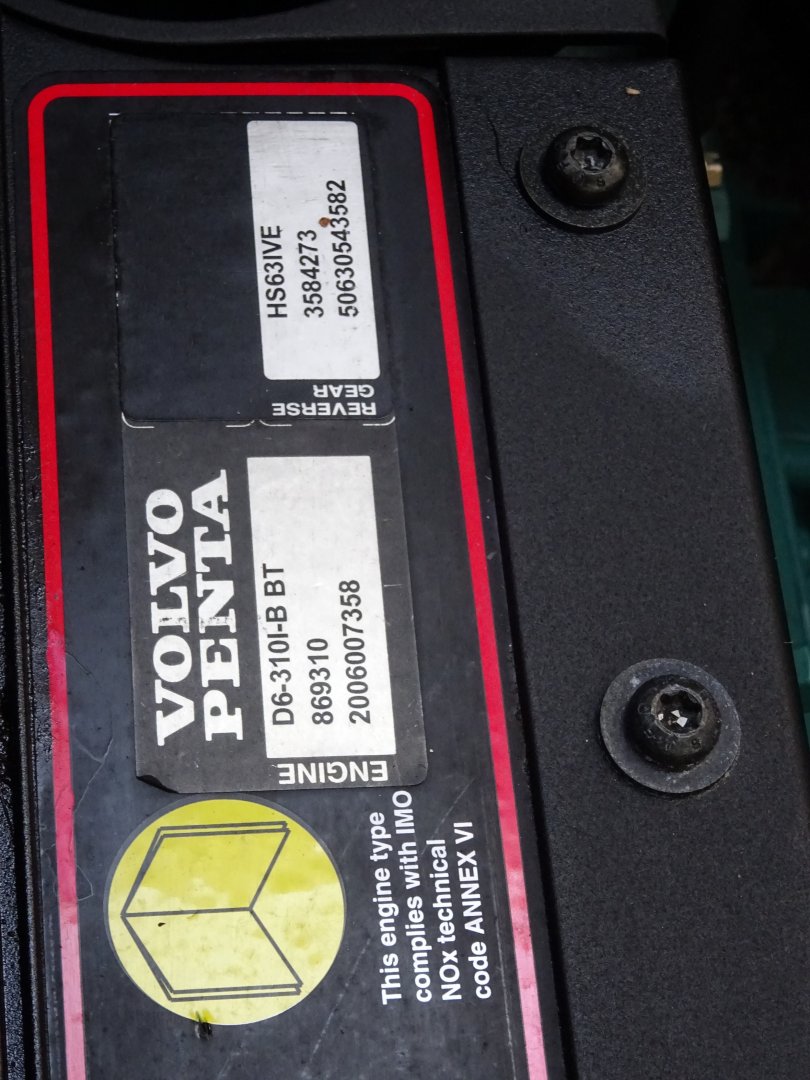 VOLVO
PENTA
ENGINE
D6-310I-B BT
869310
2006007358
REVERSE
GEAR
HS63IVE
3584273
50630543582
This engine type
complies with IMO
NOx technical
code ANNEX VI